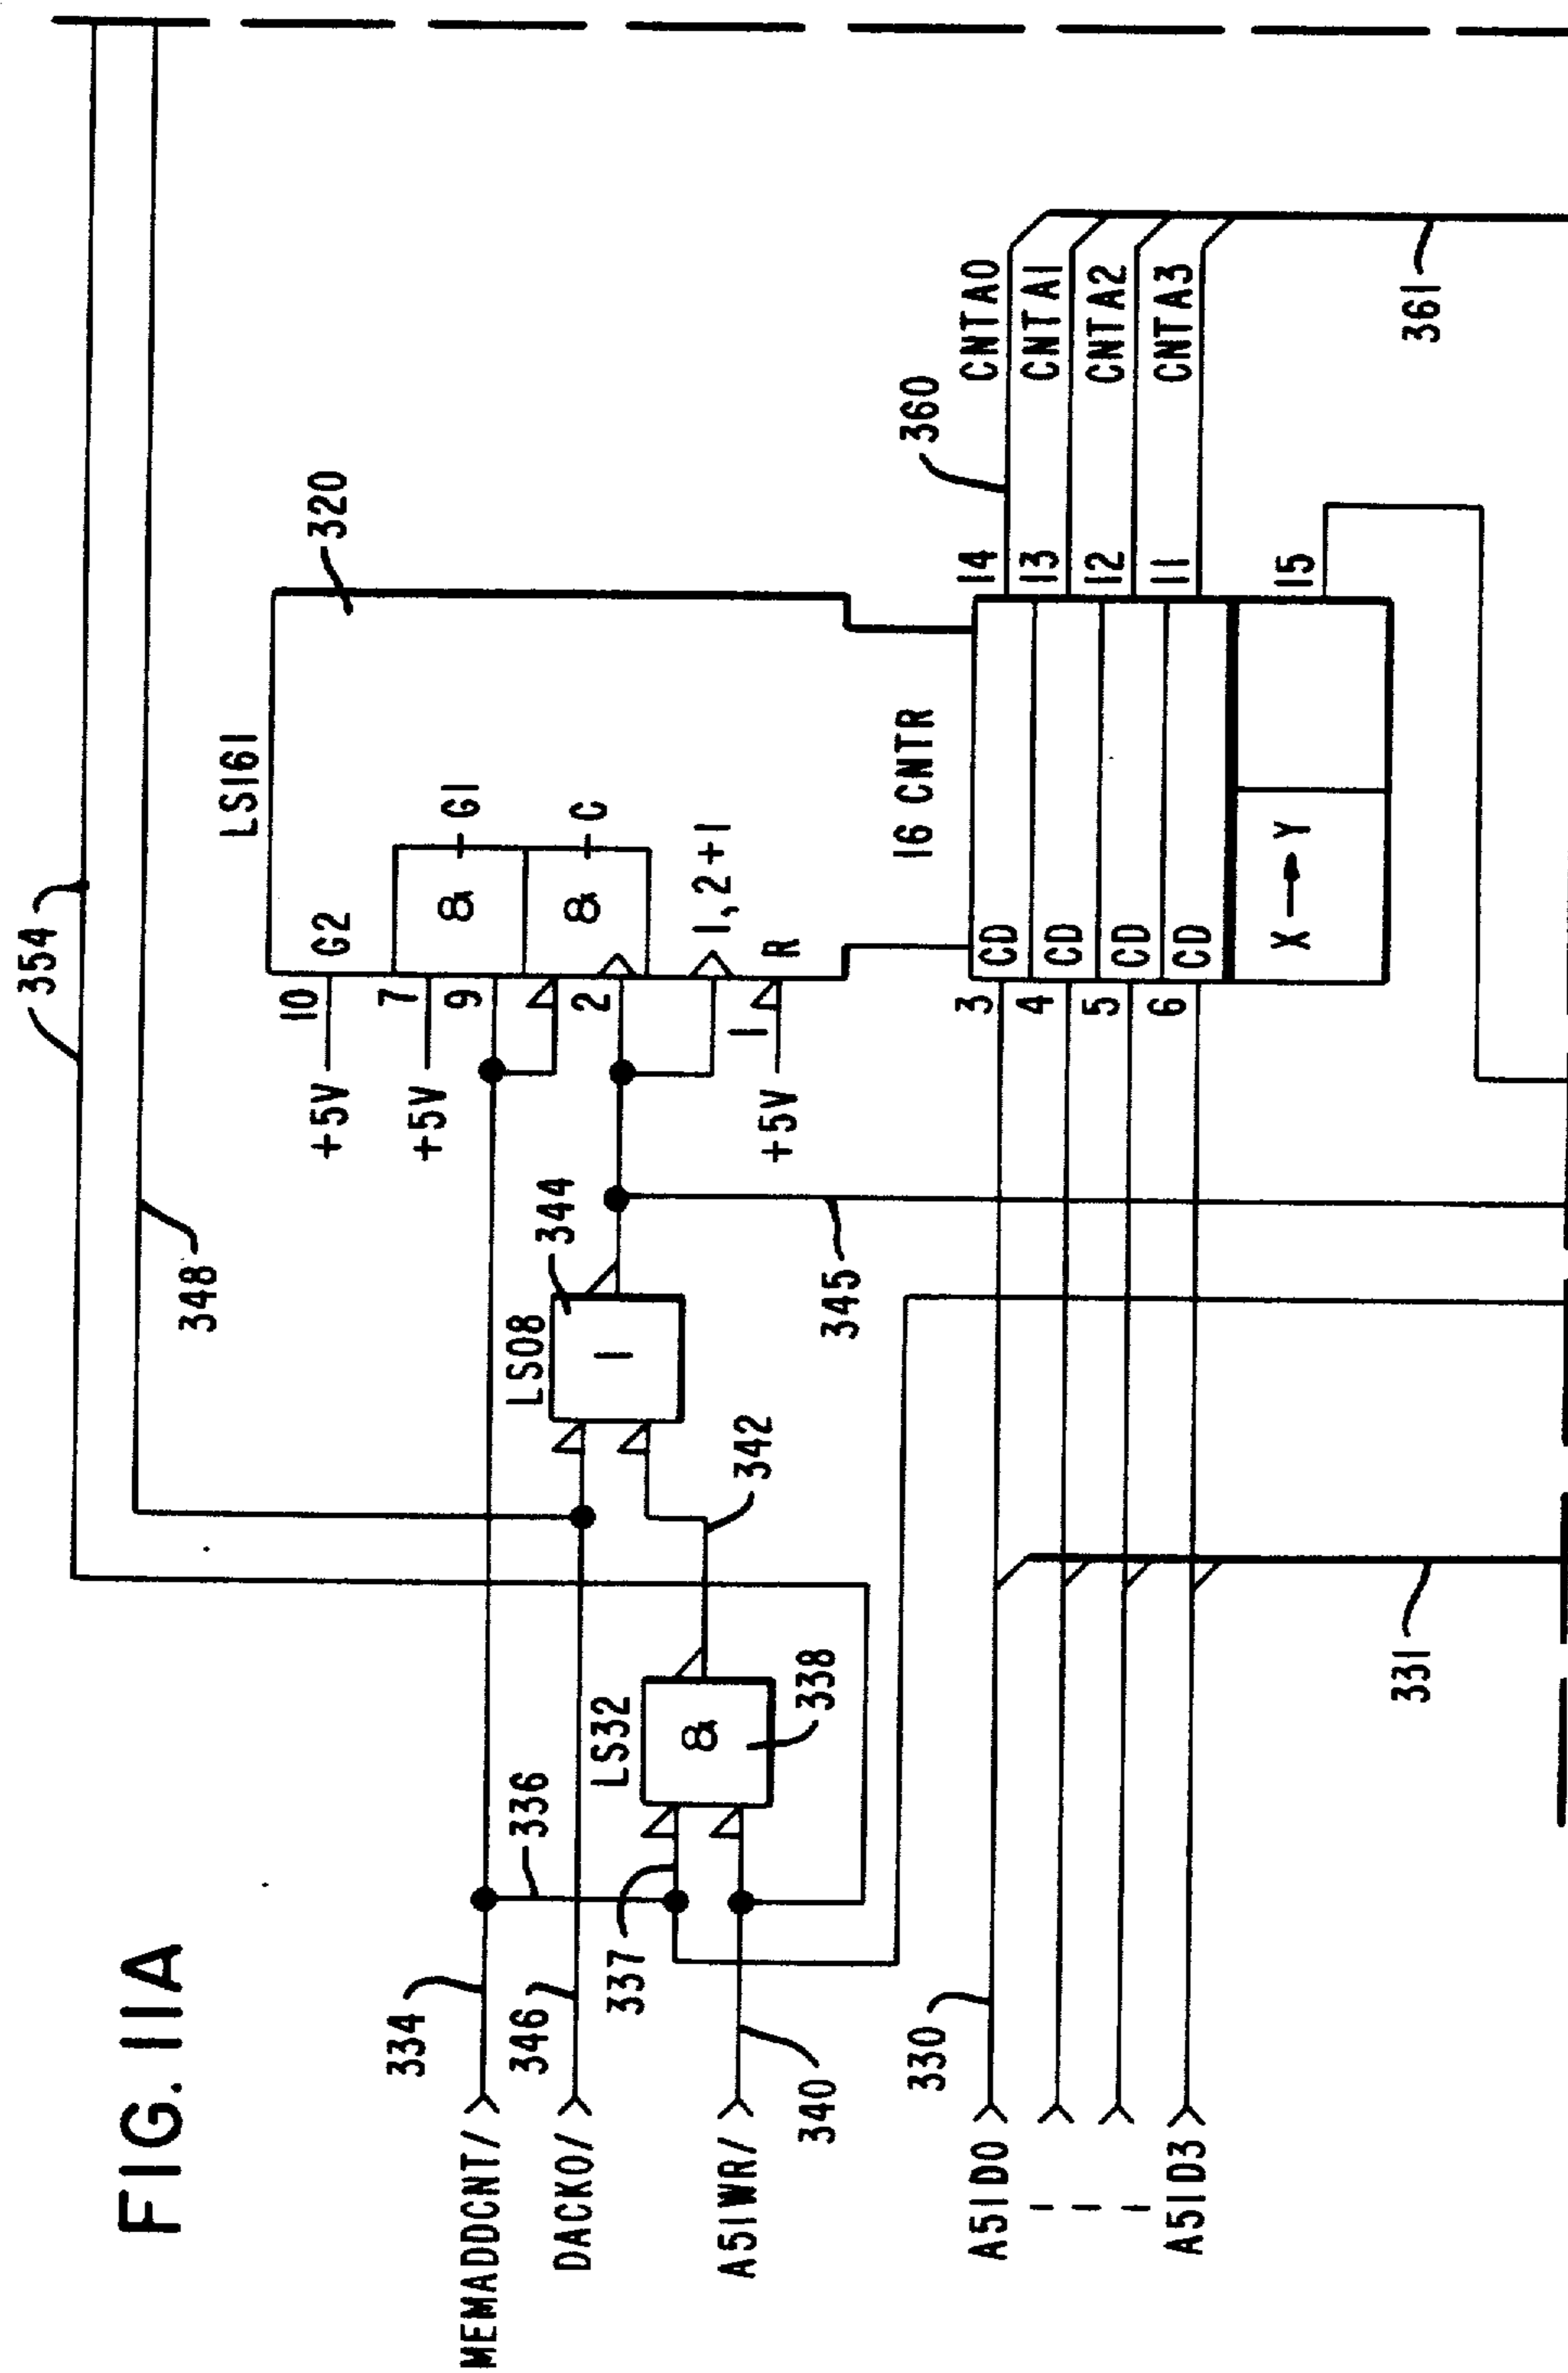 FIG. 11A
354
348
LS161
320
10
G2
+5V
7
+5V
9
&
G1
2
&
C
1,2+1
1
R
+5V
MEMADDCNT/
334
336
DACK0/
346
337
LS32
&
338
342
LS08
1
344
345
A51WR/
340
16 CNTR
A51D0
A51D3
330
331
3
CD
14
360
CNTA0
4
CD
13
CNTA1
5
CD
12
CNTA2
6
CD
11
CNTA3
X → Y
15
361